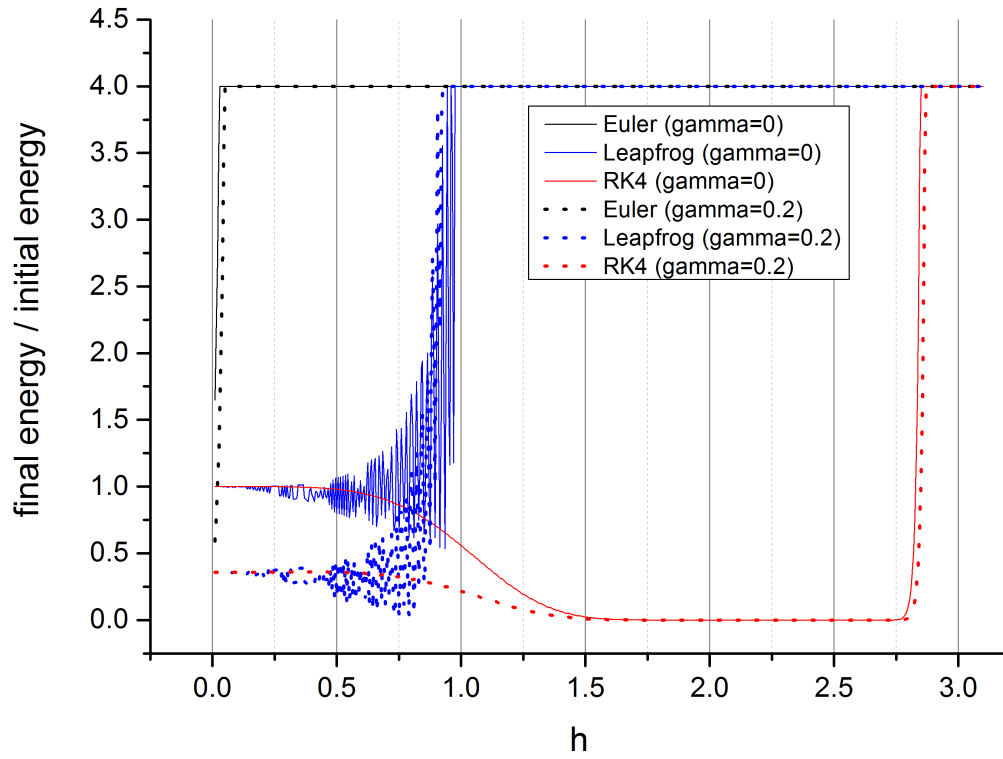 4.5
4.0
3.5
3.0
2.5
2.0
1.5
1.0
0.5
0.0
final energy / initial energy
Euler (gamma=0)
Leapfrog (gamma=0)
RK4 (gamma=0)
Euler (gamma=0.2)
Leapfrog (gamma=0.2)
RK4 (gamma=0.2)
0.0 0.5 1.0 1.5 2.0 2.5 3.0
h